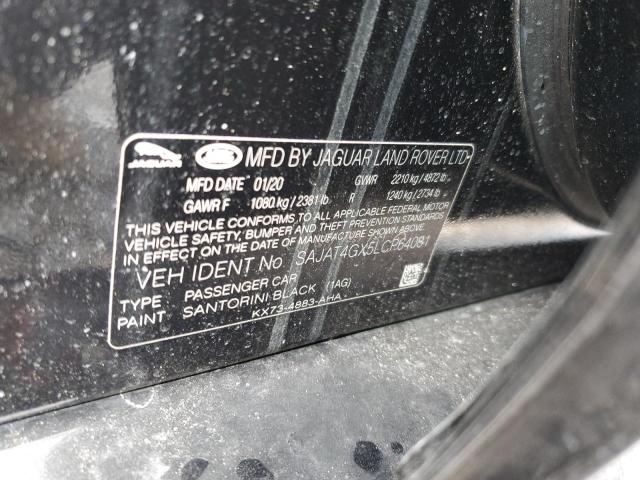 JAGUAR LAND ROVER MFD BY JAGUAR LAND ROVER LTD
MFD DATE 01/20 GVWR 2210 kg / 4872 lb
GAWR F 1080 kg / 2381 lb R 1240 kg / 2734 lb
THIS VEHICLE CONFORMS TO ALL APPLICABLE FEDERAL MOTOR
VEHICLE SAFETY, BUMPER AND THEFT PREVENTION STANDARDS
IN EFFECT ON THE DATE OF MANUFACTURE SHOWN ABOVE
VEH IDENT No SAJAT4GX5LCP64081
TYPE PASSENGER CAR
PAINT SANTORINI BLACK (1AG)
KX73-4883-AHA